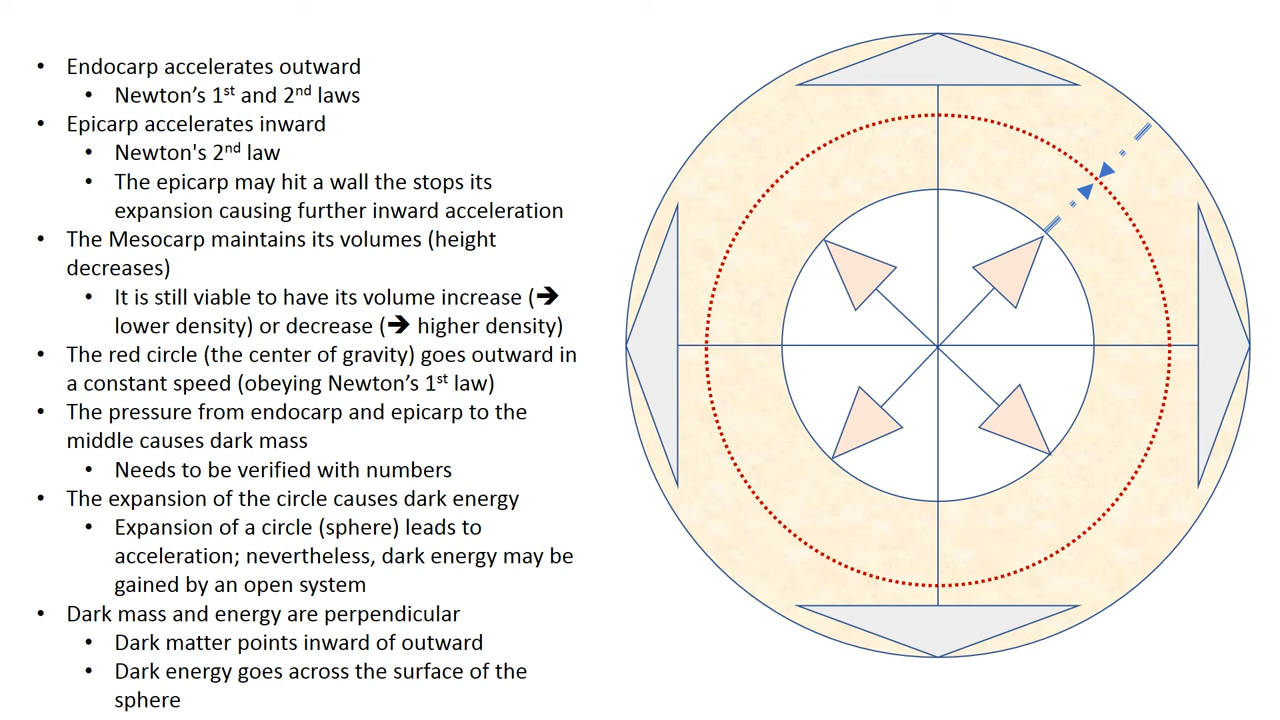 • Endocarp accelerates outward
• Newton’s 1st and 2nd laws
• Epicarp accelerates inward
• Newton's 2nd law
• The epicarp may hit a wall the stops its
expansion causing further inward acceleration
• The Mesocarp maintains its volumes (height
decreases)
• It is still viable to have its volume increase (➔
lower density) or decrease (➔ higher density)
• The red circle (the center of gravity) goes outward in
a constant speed (obeying Newton’s 1st law)
• The pressure from endocarp and epicarp to the
middle causes dark mass
• Needs to be verified with numbers
• The expansion of the circle causes dark energy
• Expansion of a circle (sphere) leads to
acceleration; nevertheless, dark energy may be
gained by an open system
• Dark mass and energy are perpendicular
• Dark matter points inward of outward
• Dark energy goes across the surface of the
sphere